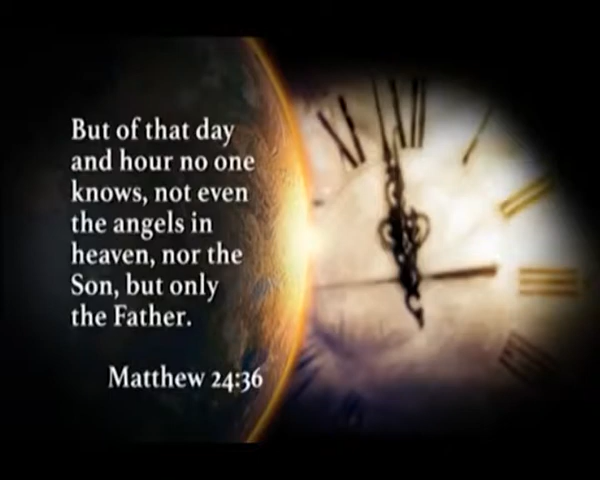 But of that day
and hour no one
knows, not even
the angels in
heaven, nor the
Son, but only
the Father.
Matthew 24:36